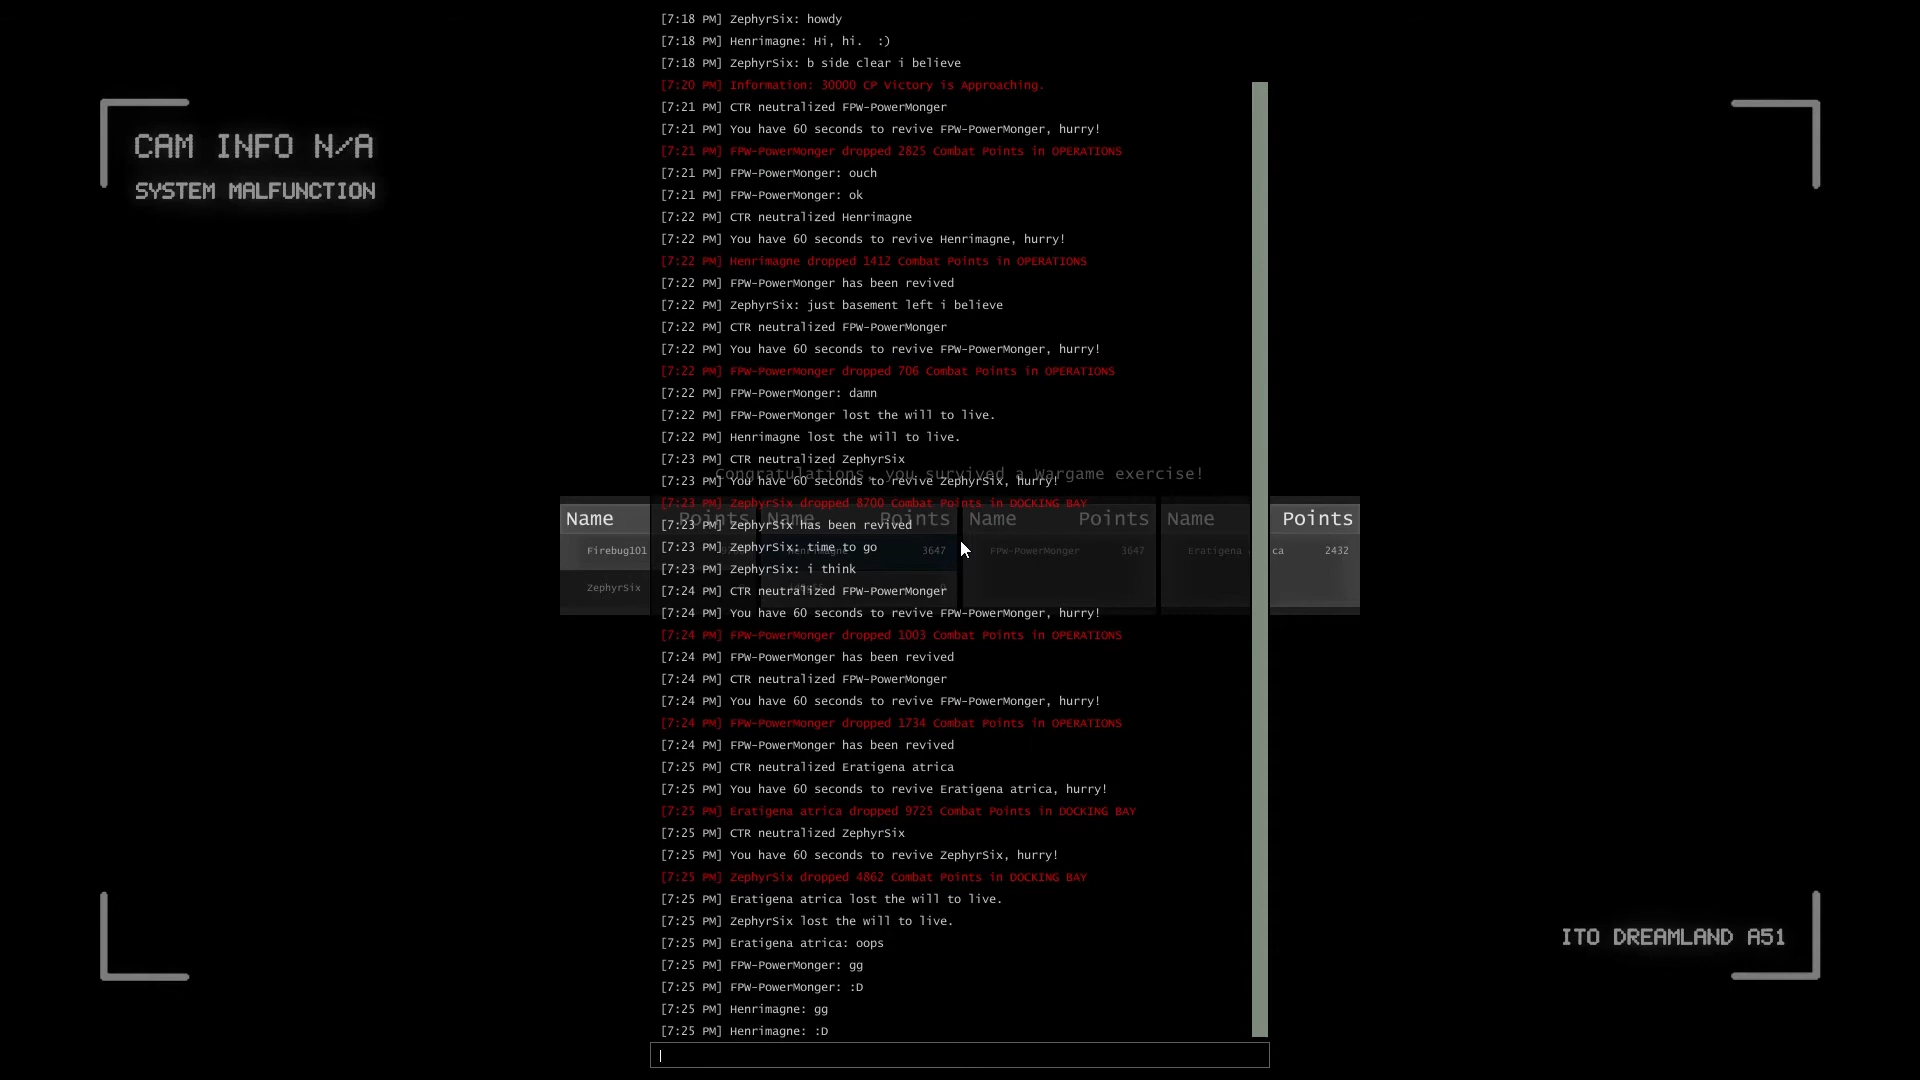 [7:18 PM] ZephyrSix: howdy
[7:18 PM] Henrimagne: Hi, hi.  :)
[7:18 PM] ZephyrSix: b side clear i believe
[7:20 PM] Information: 30000 CP Victory is Approaching.
[7:21 PM] CTR neutralized FPW-PowerMonger
[7:21 PM] You have 60 seconds to revive FPW-PowerMonger, hurry!
CAM INFO N/A
[7:21 PM] FPW-PowerMonger dropped 2825 Combat Points in OPERATIONS
[7:21 PM] FPW-PowerMonger: ouch
SYSTEM MALFUNCTION
[7:21 PM] FPW-PowerMonger: ok
[7:22 PM] CTR neutralized Henrimagne
[7:22 PM] You have 60 seconds to revive Henrimagne, hurry!
[7:22 PM] Henrimagne dropped 1412 Combat Points in OPERATIONS
[7:22 PM] FPW-PowerMonger has been revived
[7:22 PM] ZephyrSix: just basement left i believe
[7:22 PM] CTR neutralized FPW-PowerMonger
[7:22 PM] You have 60 seconds to revive FPW-PowerMonger, hurry!
[7:22 PM] FPW-PowerMonger dropped 706 Combat Points in OPERATIONS
[7:22 PM] FPW-PowerMonger: damn
[7:22 PM] FPW-PowerMonger lost the will to live.
[7:22 PM] Henrimagne lost the will to live.
[7:23 PM] CTR neutralized ZephyrSix
Congratulations, you survived a Wargame exercise!
[7:23 PM] You have 60 seconds to revive ZephyrSix, hurry!
[7:23 PM] ZephyrSix dropped 8700 Combat Points in DOCKING BAY
Name Points Name Points Name Points Name Points
[7:23 PM] ZephyrSix has been revived
[7:23 PM] ZephyrSix: time to go
Firebug101 Henrimagne 3647 FPW-PowerMonger 3647 Eratigena atrica 2432
[7:23 PM] ZephyrSix: i think
ZephyrSix
[7:24 PM] CTR neutralized FPW-PowerMonger
[7:24 PM] You have 60 seconds to revive FPW-PowerMonger, hurry!
[7:24 PM] FPW-PowerMonger dropped 1003 Combat Points in OPERATIONS
[7:24 PM] FPW-PowerMonger has been revived
[7:24 PM] CTR neutralized FPW-PowerMonger
[7:24 PM] You have 60 seconds to revive FPW-PowerMonger, hurry!
[7:24 PM] FPW-PowerMonger dropped 1734 Combat Points in OPERATIONS
[7:24 PM] FPW-PowerMonger has been revived
[7:25 PM] CTR neutralized Eratigena atrica
[7:25 PM] You have 60 seconds to revive Eratigena atrica, hurry!
[7:25 PM] Eratigena atrica dropped 9725 Combat Points in DOCKING BAY
[7:25 PM] CTR neutralized ZephyrSix
[7:25 PM] You have 60 seconds to revive ZephyrSix, hurry!
[7:25 PM] ZephyrSix dropped 4862 Combat Points in DOCKING BAY
[7:25 PM] Eratigena atrica lost the will to live.
[7:25 PM] ZephyrSix lost the will to live.
[7:25 PM] Eratigena atrica: oops
ITO DREAMLAND A51
[7:25 PM] FPW-PowerMonger: gg
[7:25 PM] FPW-PowerMonger: :D
[7:25 PM] Henrimagne: gg
[7:25 PM] Henrimagne: :D